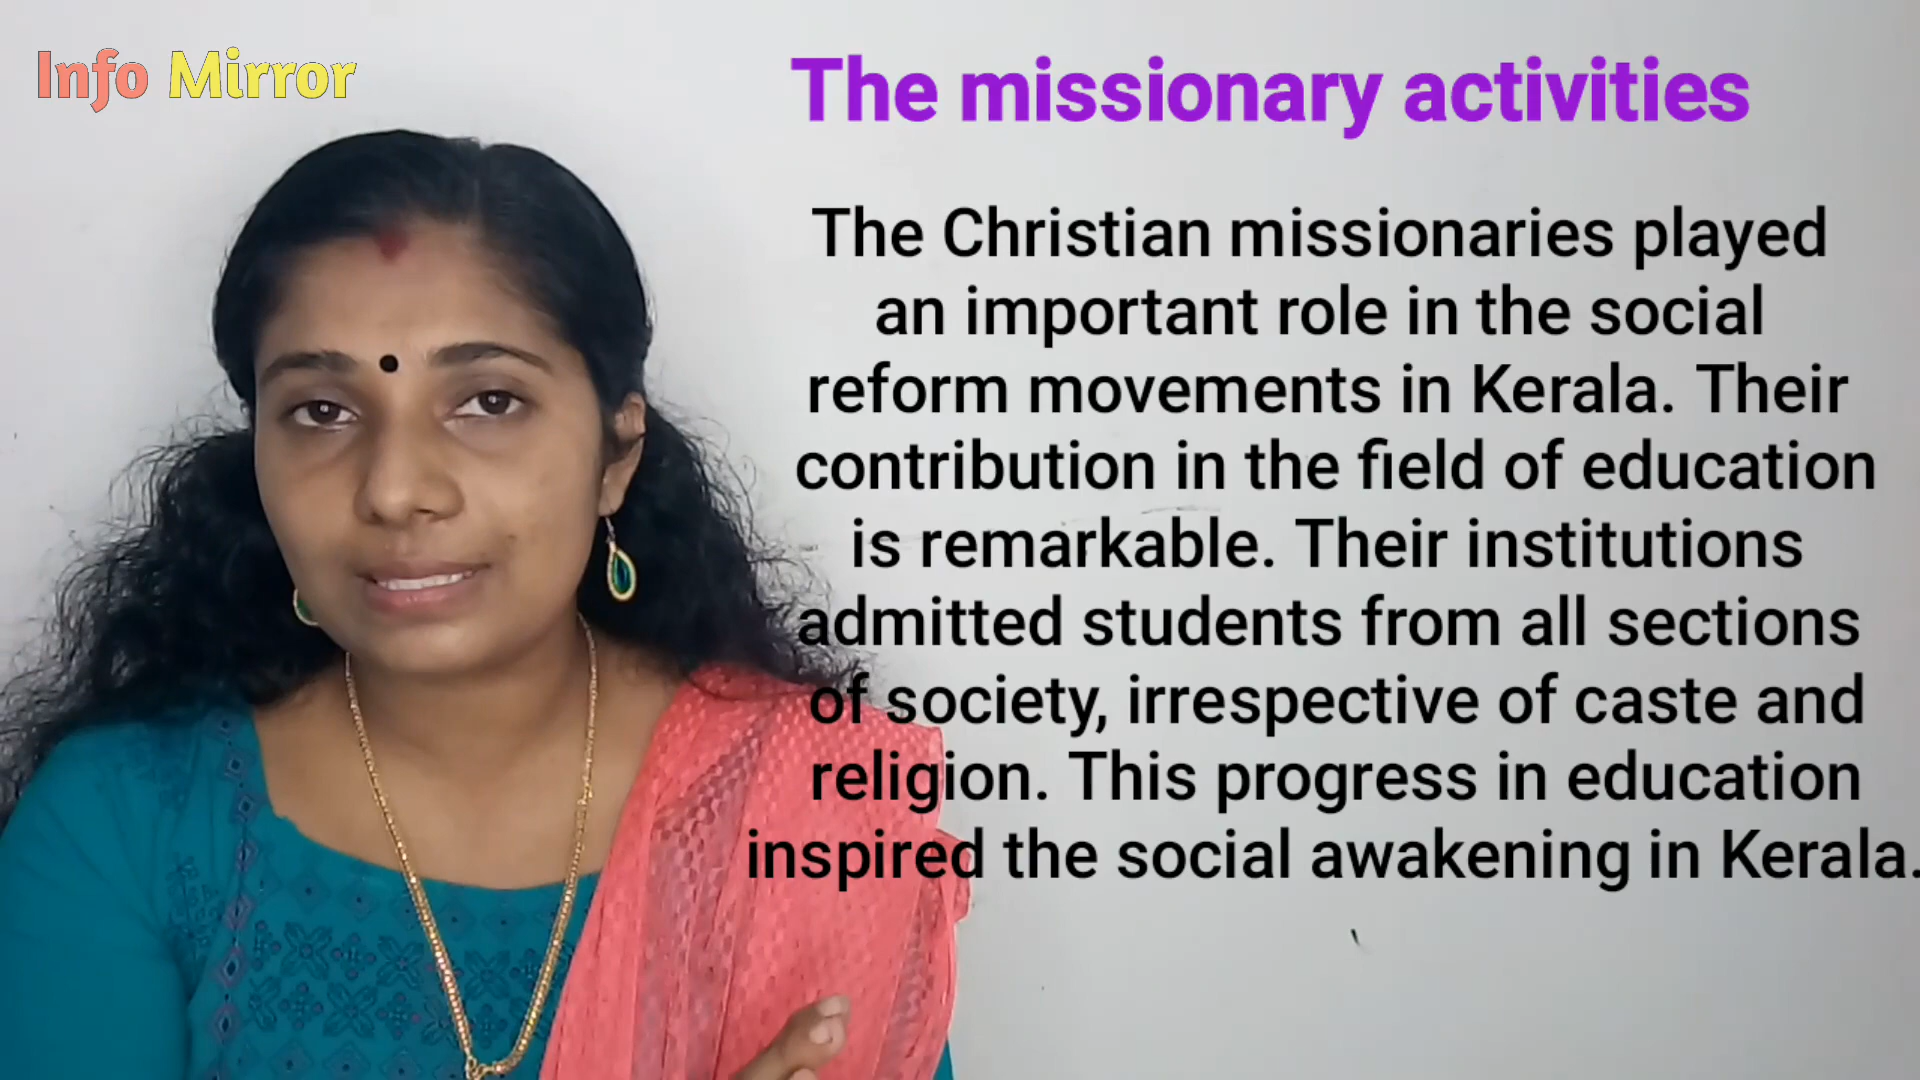 Info Mirror
The missionary activities
The Christian missionaries played
an important role in the social
reform movements in Kerala. Their
contribution in the field of education
is remarkable. Their institutions
admitted students from all sections
of society, irrespective of caste and
religion. This progress in education
inspired the social awakening in Kerala.